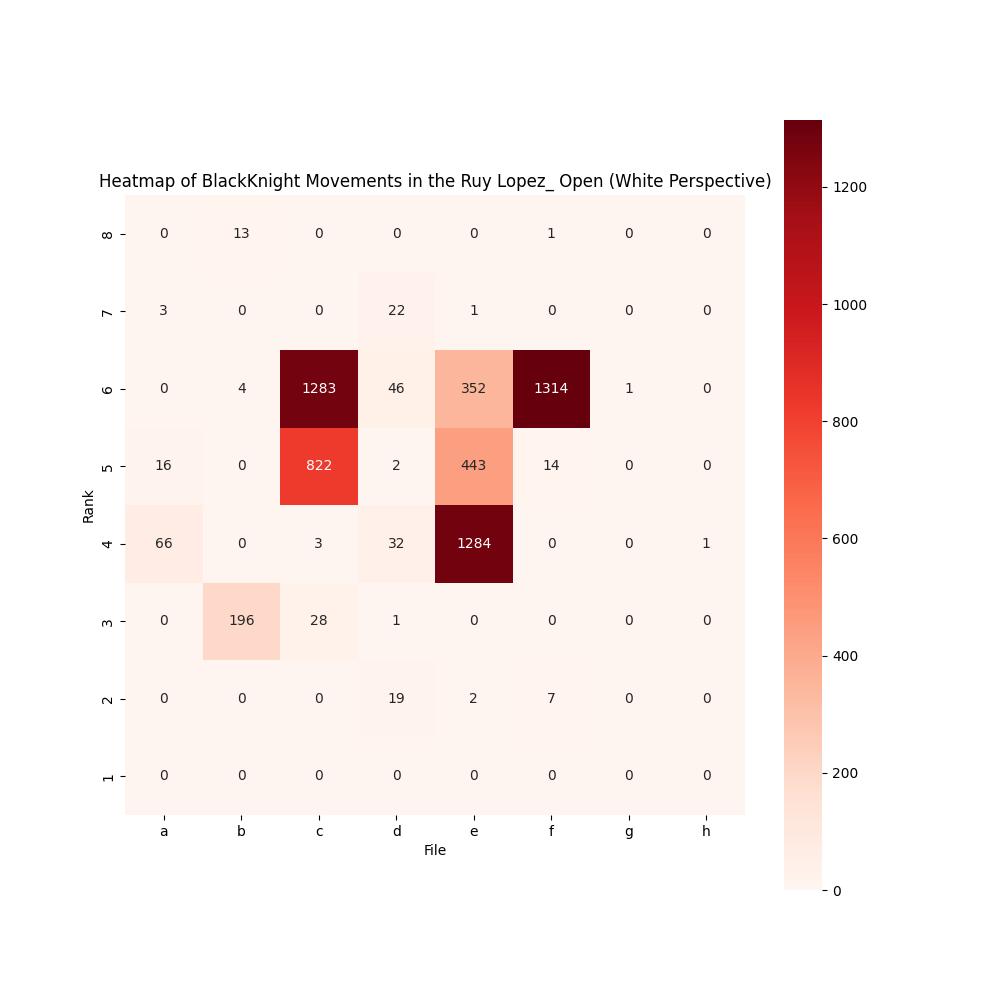 Heatmap of BlackKnight Movements in the Ruy Lopez_ Open (White Perspective)
8 0 13 0 0 0 1 0 0
7 3 0 0 22 1 0 0 0
6 0 4 1283 46 352 1314 1 0
5 16 0 822 2 443 14 0 0
4 66 0 3 32 1284 0 0 1
3 0 196 28 1 0 0 0 0
2 0 0 0 19 2 7 0 0
1 0 0 0 0 0 0 0 0
a b c d e f g h
File
Rank
1200
1000
800
600
400
200
0